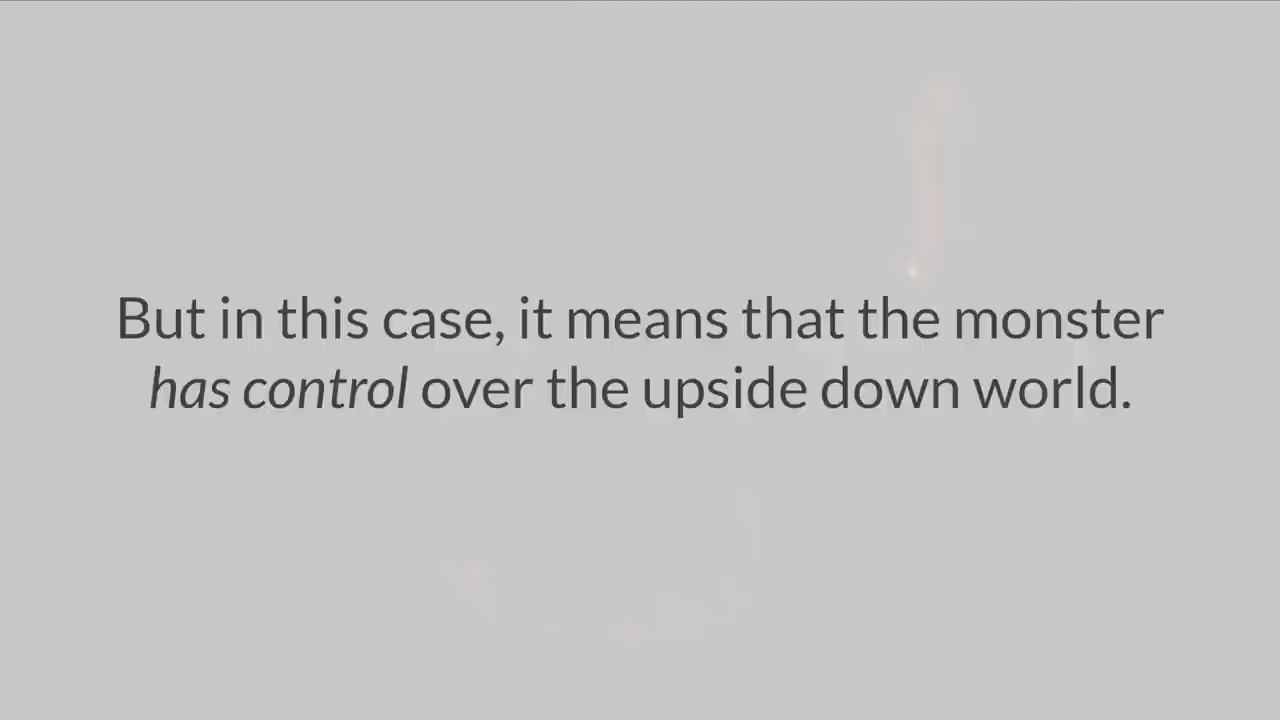 But in this case, it means that the monster
has control over the upside down world.